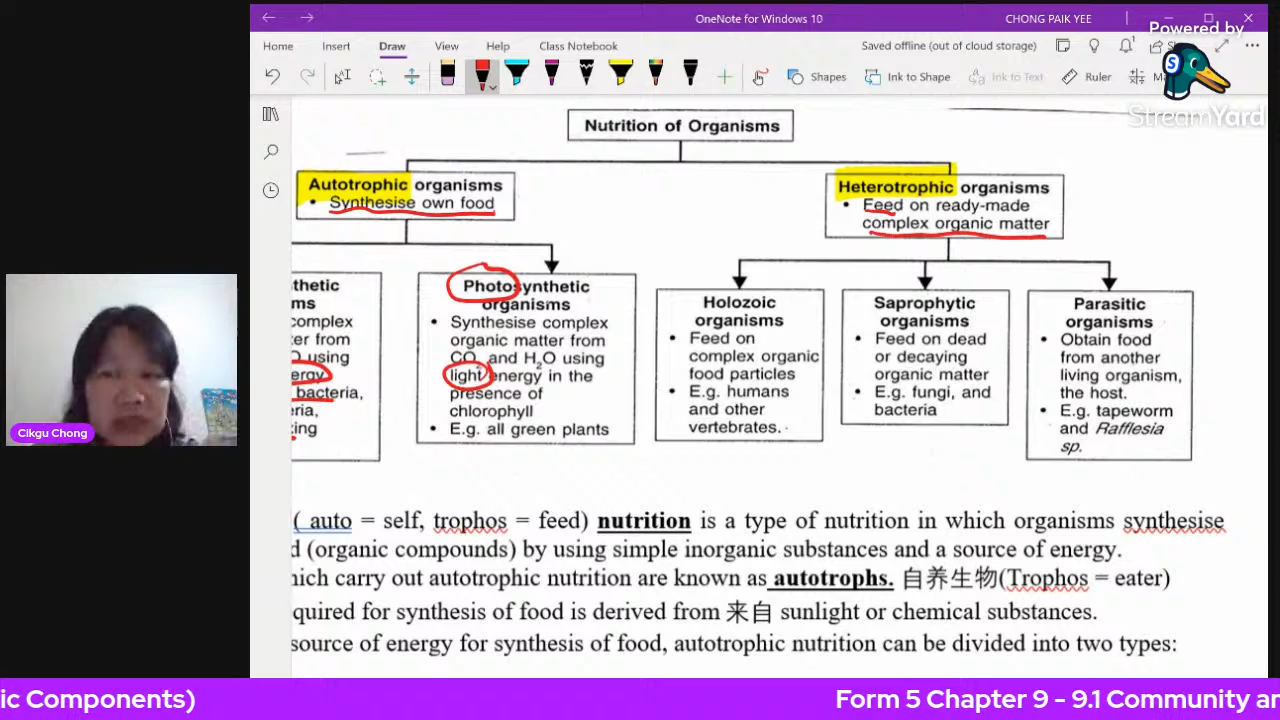 OneNote for Windows 10
CHONG PAIK YEE
Powered by
StreamYard
Home Insert Draw View Help Class Notebook
Saved offline (out of cloud storage)
Shapes Ink to Shape Ink to Text Ruler
Nutrition of Organisms
Autotrophic organisms
• Synthesise own food
Heterotrophic organisms
• Feed on ready-made
complex organic matter
thetic
ms
complex
ter from
O using
ergy
bacteria,
ria,
ing
Photosynthetic
organisms
• Synthesise complex
organic matter from
CO2 and H2O using
light energy in the
presence of
chlorophyll
• E.g. all green plants
Holozoic
organisms
• Feed on
complex organic
food particles
• E.g. humans
and other
vertebrates.
Saprophytic
organisms
• Feed on dead
or decaying
organic matter
• E.g. fungi, and
bacteria
Parasitic
organisms
• Obtain food
from another
living organism,
the host.
• E.g. tapeworm
and Rafflesia
sp.
Cikgu Chong
( auto = self, trophos = feed) nutrition is a type of nutrition in which organisms synthesise
d (organic compounds) by using simple inorganic substances and a source of energy.
hich carry out autotrophic nutrition are known as autotrophs. 自养生物(Trophos = eater)
quired for synthesis of food is derived from 来自 sunlight or chemical substances.
source of energy for synthesis of food, autotrophic nutrition can be divided into two types:
ic Components)
Form 5 Chapter 9 - 9.1 Community an